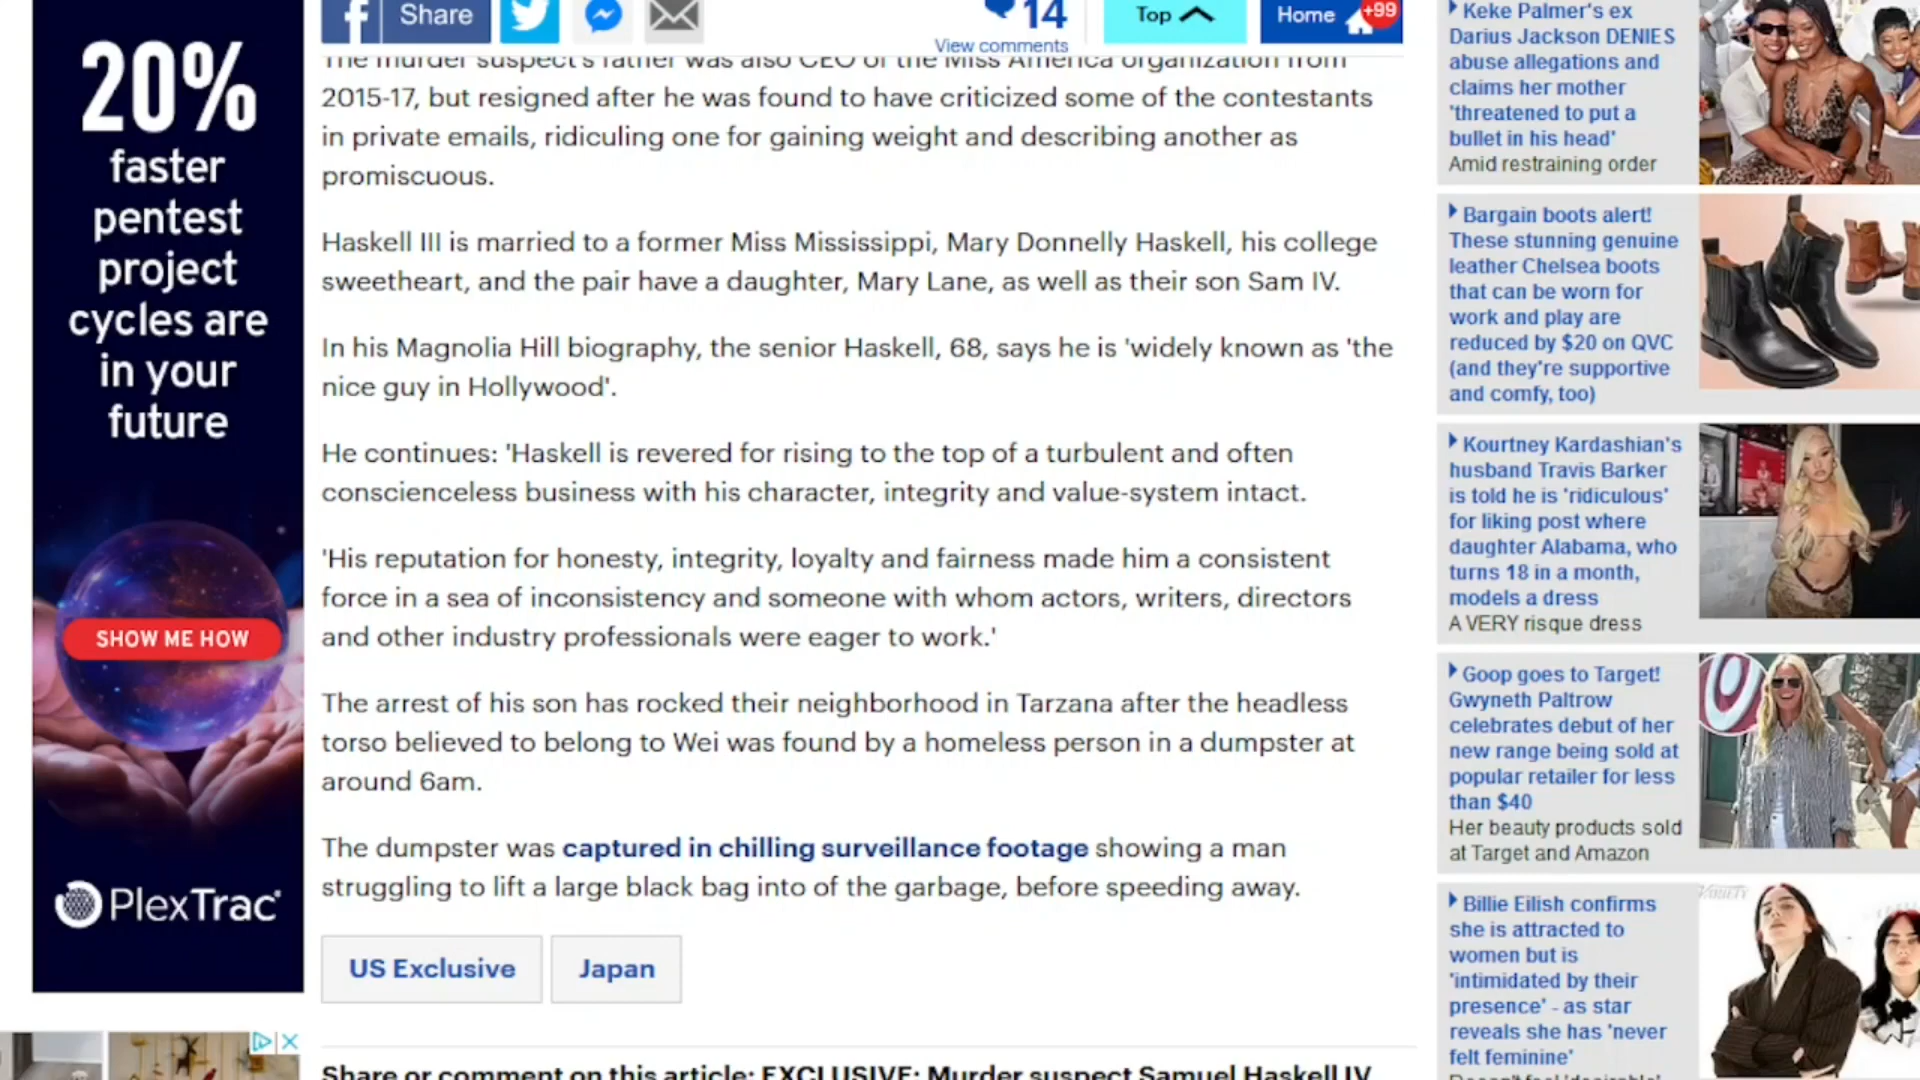 20%
faster
pentest
project
cycles are
in your
future
SHOW ME HOW
PlexTrac
Share
14
View comments
Top
Home
+99
The murder suspect's father was also CEO of the Miss America organization from
2015-17, but resigned after he was found to have criticized some of the contestants
in private emails, ridiculing one for gaining weight and describing another as
promiscuous.
Haskell III is married to a former Miss Mississippi, Mary Donnelly Haskell, his college
sweetheart, and the pair have a daughter, Mary Lane, as well as their son Sam IV.
In his Magnolia Hill biography, the senior Haskell, 68, says he is 'widely known as 'the
nice guy in Hollywood'.
He continues: 'Haskell is revered for rising to the top of a turbulent and often
conscienceless business with his character, integrity and value-system intact.
'His reputation for honesty, integrity, loyalty and fairness made him a consistent
force in a sea of inconsistency and someone with whom actors, writers, directors
and other industry professionals were eager to work.'
The arrest of his son has rocked their neighborhood in Tarzana after the headless
torso believed to belong to Wei was found by a homeless person in a dumpster at
around 6am.
The dumpster was captured in chilling surveillance footage showing a man
struggling to lift a large black bag into of the garbage, before speeding away.
US Exclusive
Japan
Share or comment on this article: EXCLUSIVE: Murder suspect Samuel Haskell IV
Keke Palmer's ex
Darius Jackson DENIES
abuse allegations and
claims her mother
'threatened to put a
bullet in his head'
Amid restraining order
Bargain boots alert!
These stunning genuine
leather Chelsea boots
that can be worn for
work and play are
reduced by $20 on QVC
(and they're supportive
and comfy, too)
Kourtney Kardashian's
husband Travis Barker
is told he is 'ridiculous'
for liking post where
daughter Alabama, who
turns 18 in a month,
models a dress
A VERY risque dress
Goop goes to Target!
Gwyneth Paltrow
celebrates debut of her
new range being sold at
popular retailer for less
than $40
Her beauty products sold
at Target and Amazon
Billie Eilish confirms
she is attracted to
women but is
'intimidated by their
presence' - as star
reveals she has 'never
felt feminine'
Doesn't feel 'desirable'
VARIETY